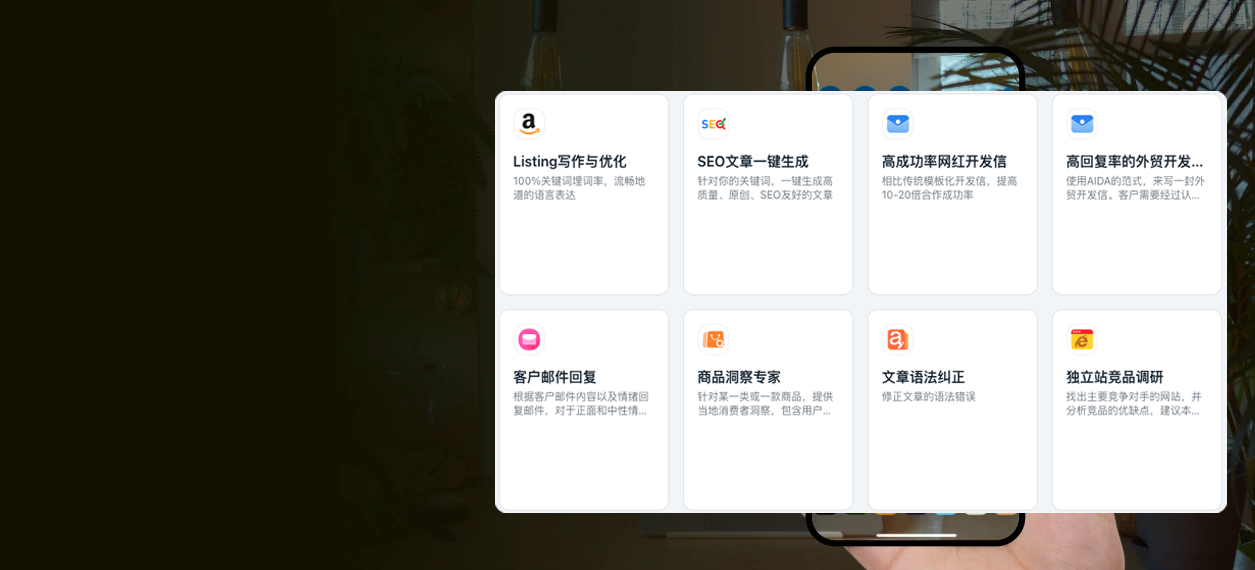 a
SEO
Listing写作与优化
SEO文章一键生成
高成功率网红开发信
高回复率的外贸开发...
100%关键词埋词率，流畅地
道的语言表达
针对你的关键词，一键生成高
质量、原创、SEO友好的文章
相比传统模板化开发信，提高
10-20倍合作成功率
使用AIDA的范式，来写一封外
贸开发信。客户需要经过认...
客户邮件回复
商品洞察专家
文章语法纠正
独立站竞品调研
根据客户邮件内容以及情绪回
复邮件，对于正面和中性情...
针对某一类或一款商品，提供
当地消费者洞察，包含用户...
修正文章的语法错误
找出主要竞争对手的网站，并
分析竞品的优缺点，建议本...